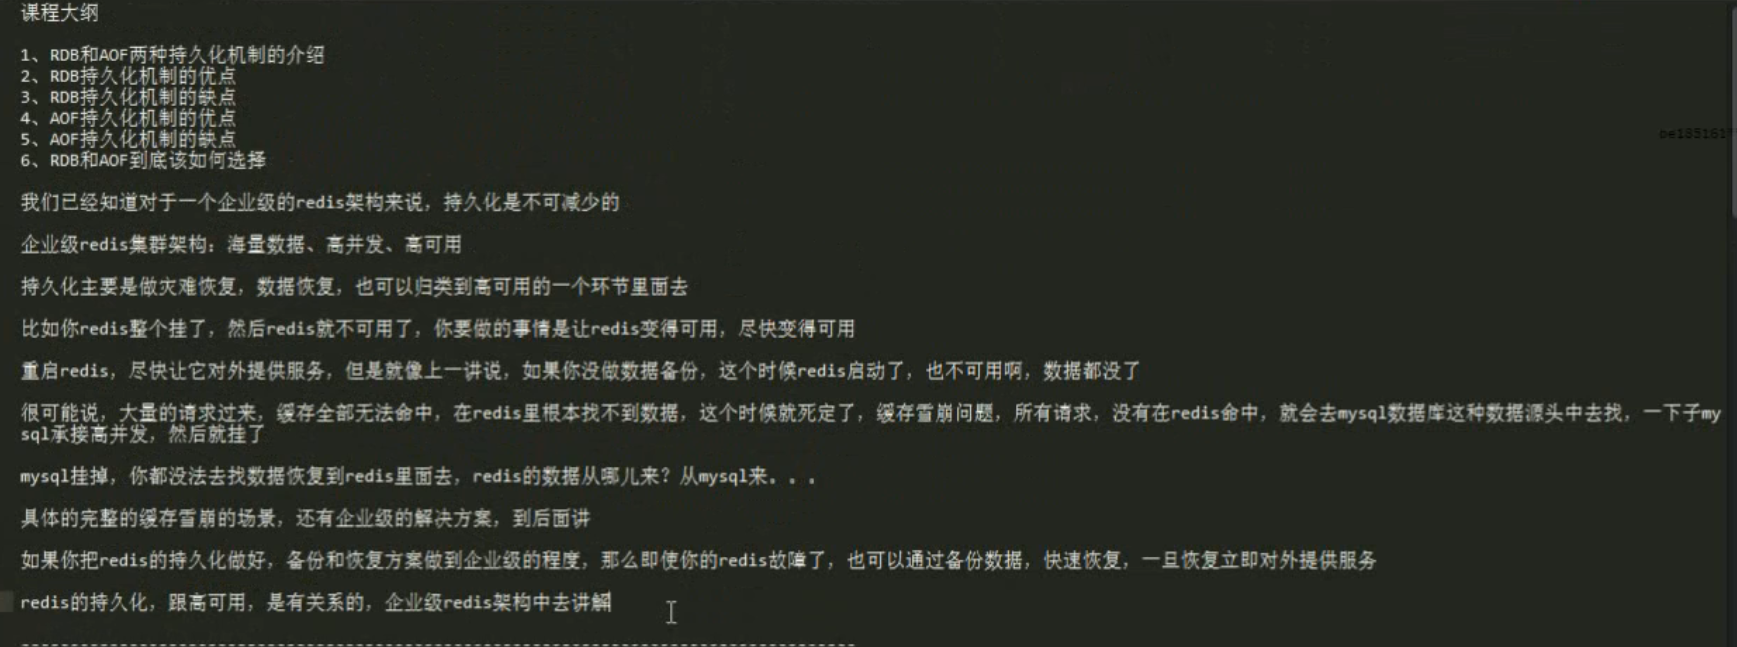 课程大纲
1、RDB和AOF两种持久化机制的介绍
2、RDB持久化机制的优点
3、RDB持久化机制的缺点
4、AOF持久化机制的优点
5、AOF持久化机制的缺点
6、RDB和AOF到底该如何选择
我们已经知道对于一个企业级的redis架构来说，持久化是不可减少的
企业级redis集群架构：海量数据、高并发、高可用
持久化主要是做灾难恢复，数据恢复，也可以归类到高可用的一个环节里面去
比如你redis整个挂了，然后redis就不可用了，你要做的事情是让redis变得可用，尽快变得可用
重启redis，尽快让它对外提供服务，但是就像上一讲说，如果你没做数据备份，这个时候redis启动了，也不可用啊，数据都没了
很可能说，大量的请求过来，缓存全部无法命中，在redis里根本找不到数据，这个时候就死定了，缓存雪崩问题，所有请求，没有在redis命中，就会去mysql数据库这种数据源头中去找，一下子my
sql承接高并发，然后就挂了
mysql挂掉，你都没法去找数据恢复到redis里面去，redis的数据从哪儿来？从mysql来。。。
具体的完整的缓存雪崩的场景，还有企业级的解决方案，到后面讲
如果你把redis的持久化做好，备份和恢复方案做到企业级的程度，那么即使你的redis故障了，也可以通过备份数据，快速恢复，一旦恢复立即对外提供服务
redis的持久化，跟高可用，是有关系的，企业级redis架构中去讲解